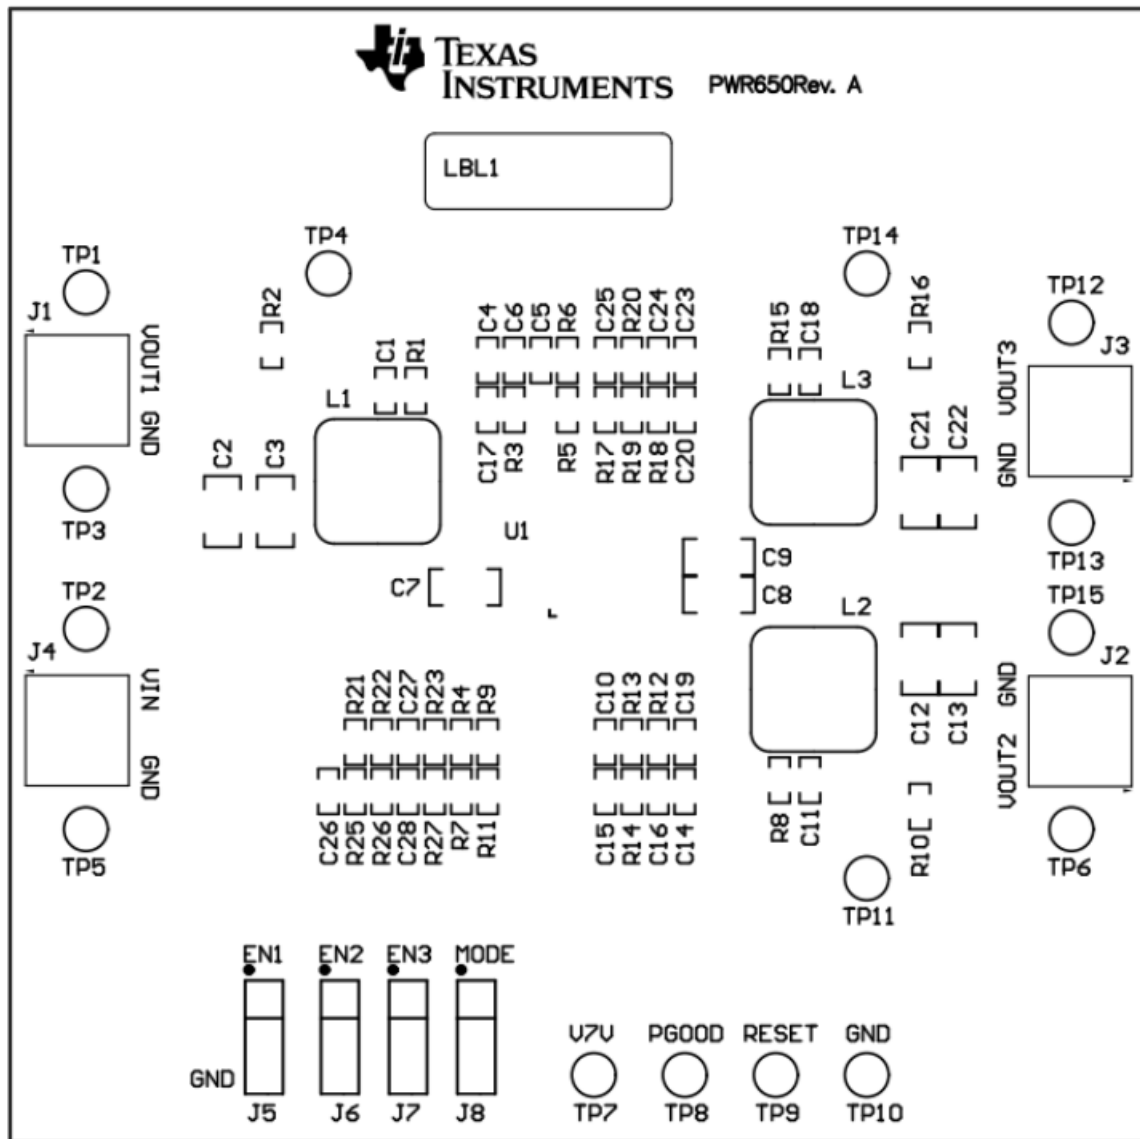 TEXAS
INSTRUMENTS
PWR650Rev. A
LBL1
TP1
TP4
TP14
TP12
J1
R2
C4
C6
C5
R6
C25
R20
C24
C23
R15
C18
R16
J3
VOUT1
GND
C1
R1
VOUT3
GND
L1
L3
C2
C3
C17
R3
R5
R17
R19
R18
C20
C21
C22
TP3
U1
TP13
C9
C7
C8
TP2
TP15
L2
J4
J2
VIN
GND
R21
R22
C27
R23
R4
R9
C10
R13
R12
C19
C12
C13
GND
VOUT2
C26
R25
R26
C28
R27
R7
R11
C15
R14
C16
C14
R8
C11
R10
TP5
TP6
TP11
EN1
EN2
EN3
MODE
V7V
PGOOD
RESET
GND
GND
J5
J6
J7
J8
TP7
TP8
TP9
TP10